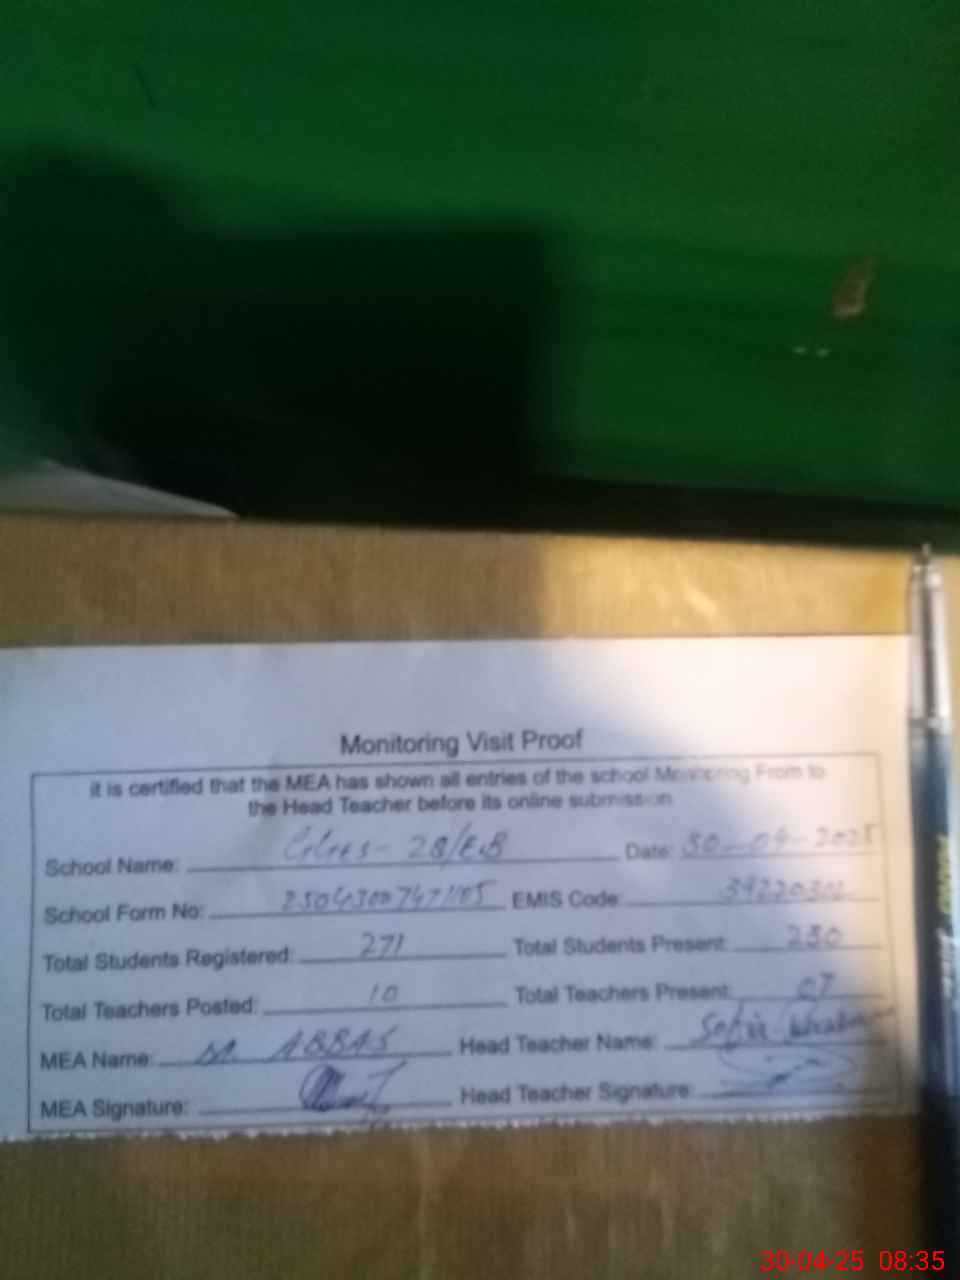 Monitoring Visit Proof
it is certified that the MEA has shown all entries of the school Monitoring From to
the Head Teacher before its online submission
School Name: 28/E.B Date: 30-04-2025
School Form No: EMIS Code:
Total Students Registered: 271 Total Students Present: 230
Total Teachers Posted: 10 Total Teachers Present: 07
MEA Name: M. ABBAS Head Teacher Name:
MEA Signature: Head Teacher Signature:
30-04-25 08:35